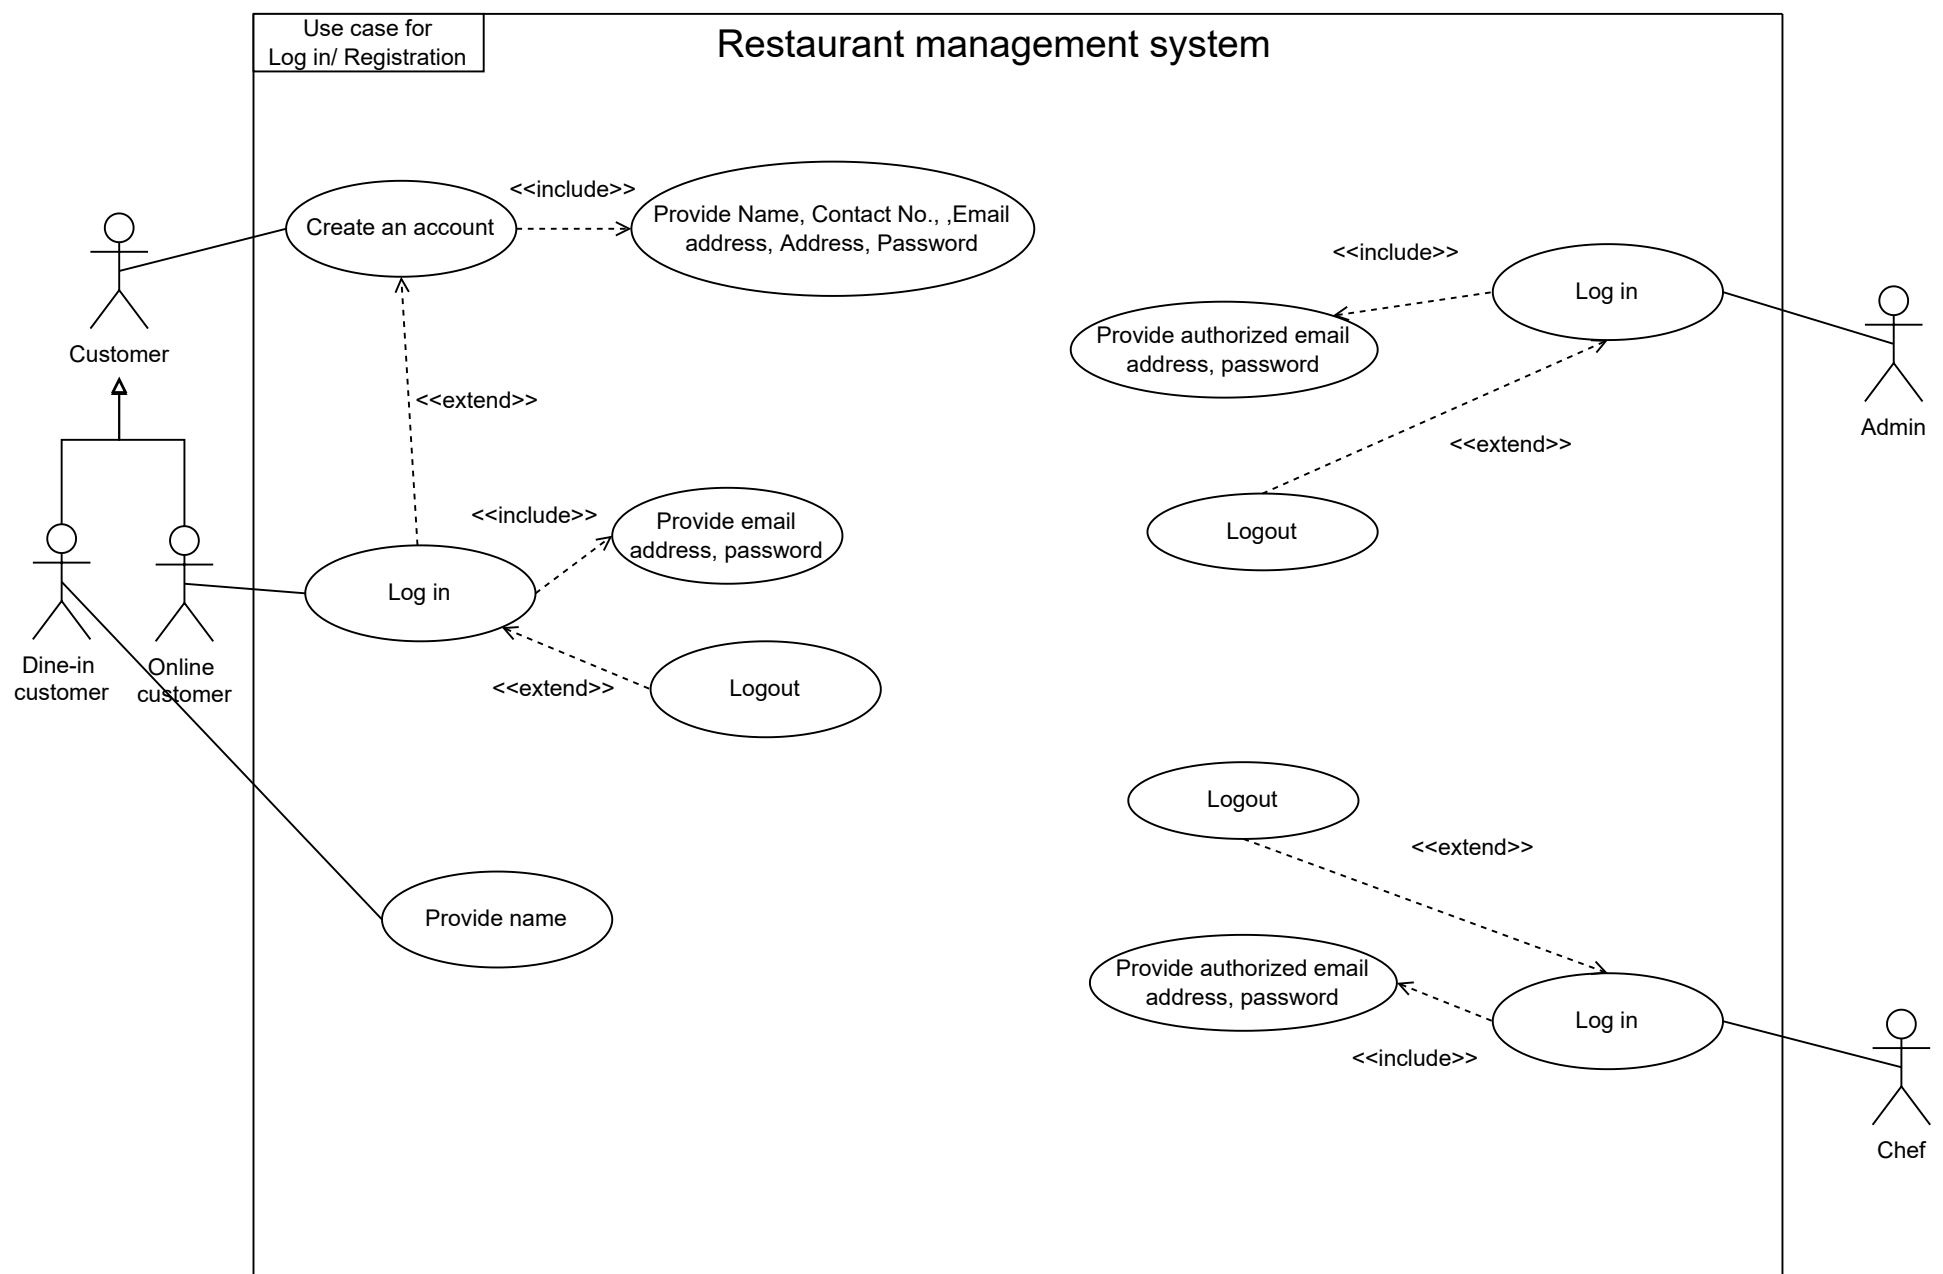 Use case for
Log in/ Registration
Restaurant management system
<<include>>
Create an account
Provide Name, Contact No., ,Email
address, Address, Password
Customer
<<extend>>
<<include>>
Provide email
address, password
Log in
<<extend>>
Logout
Dine-in
customer
Online
customer
Provide name
<<include>>
Log in
Provide authorized email
address, password
<<extend>>
Logout
Admin
Logout
<<extend>>
Provide authorized email
address, password
Log in
<<include>>
Chef